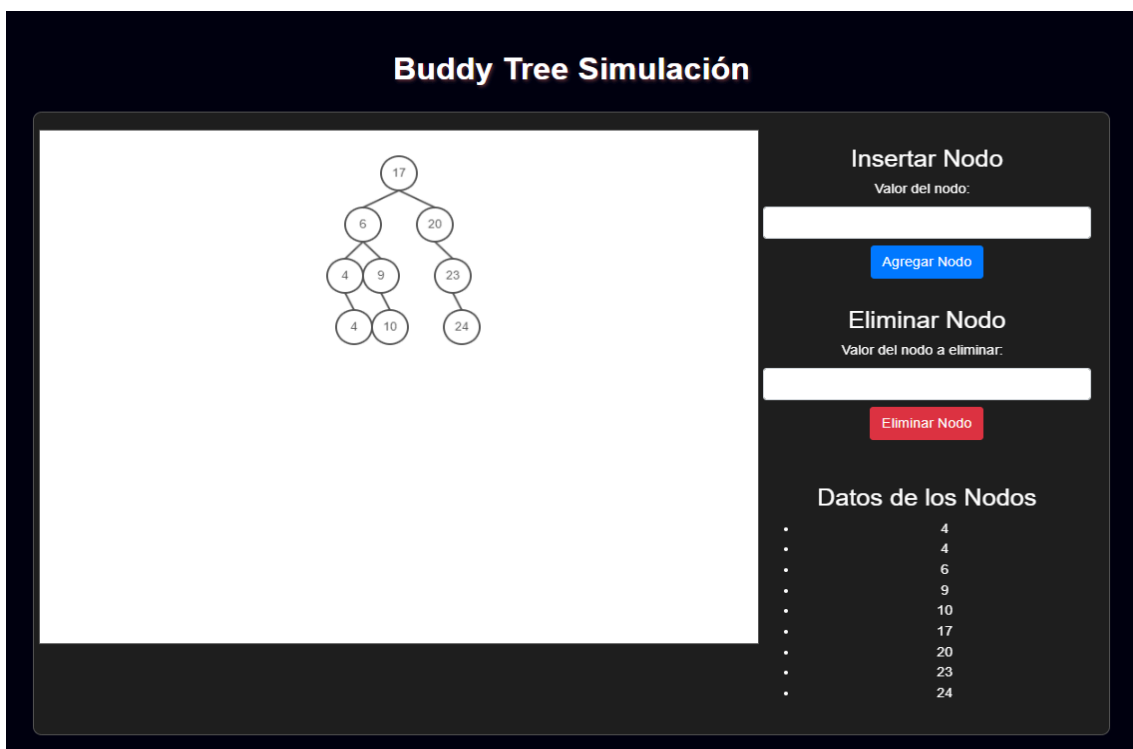 Buddy Tree Simulación
17
6 20
4 9 23
4 10 24
Insertar Nodo
Valor del nodo:
Agregar Nodo
Eliminar Nodo
Valor del nodo a eliminar:
Eliminar Nodo
Datos de los Nodos
4
4
6
9
10
17
20
23
24